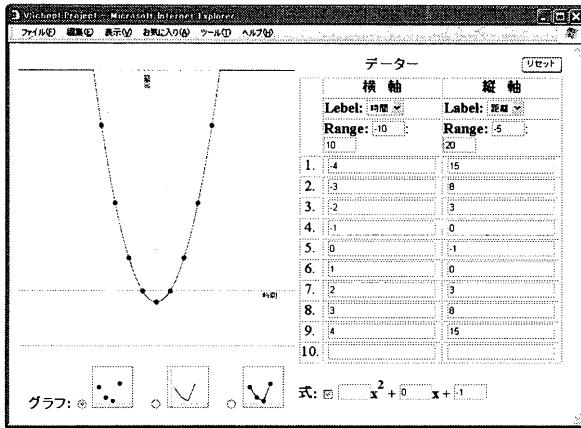 Vischopt Project - Microsoft Internet Explorer
ファイル(F) 編集(E) 表示(V) お気に入り(A) ツール(T) ヘルプ(H)
データー
リセット
横 軸 縦 軸
Lebel: 時間 Label: 距離
Range: -10 : 10 Range: -5 : 20
1. -4 15
2. -3 8
3. -2 3
4. -1 0
5. 0 -1
6. 1 0
7. 2 3
8. 3 8
9. 4 15
10.
グラフ:
式: x2 + 0 x + -1